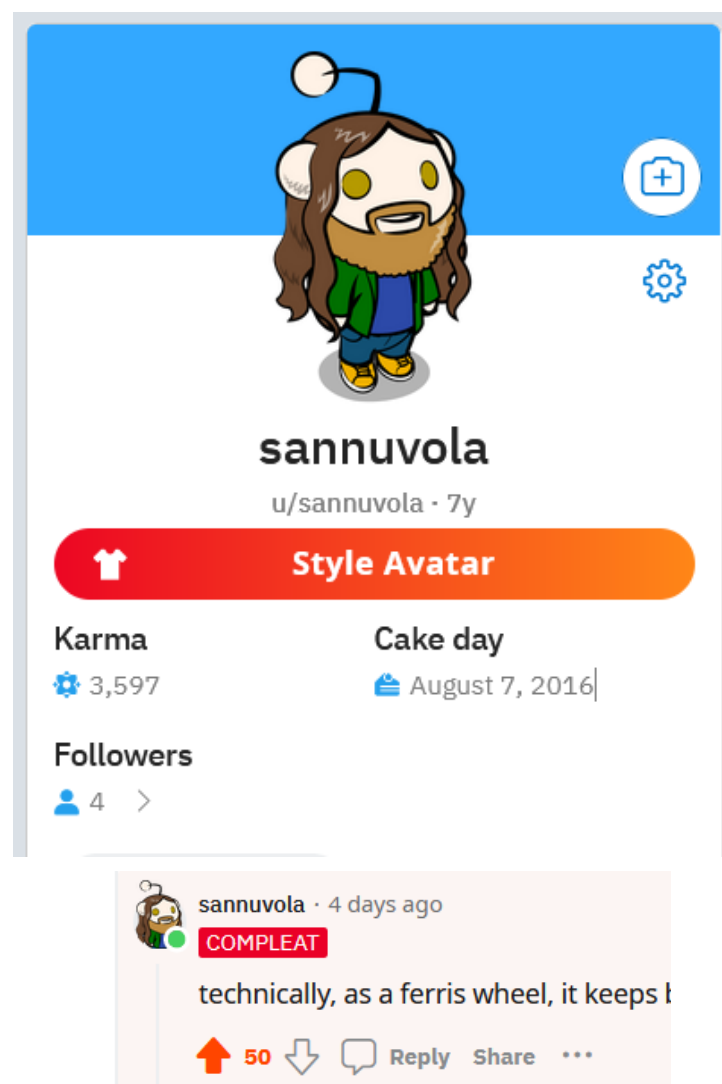 sannuvola
u/sannuvola · 7y
Style Avatar
Karma Cake day
3,597 August 7, 2016
Followers
4
sannuvola · 4 days ago
COMPLEAT
technically, as a ferris wheel, it keeps
50 Reply Share ···